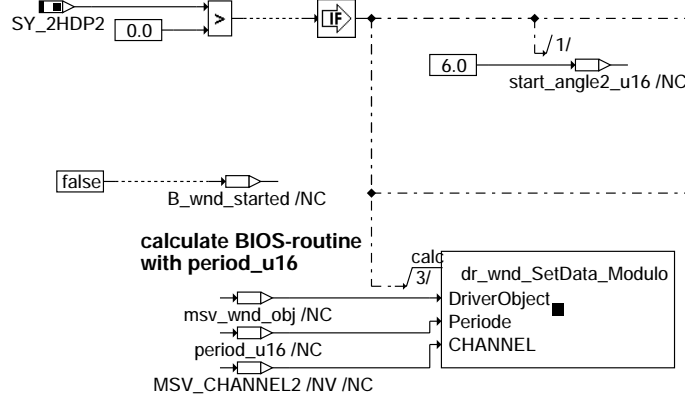 SY_2HDP2
0.0
>
IF
1/
6.0
start_angle2_u16 /NC
false
B_wnd_started /NC
calculate BIOS-routine
with period_u16
calc
3/
dr_wnd_SetData_Modulo
DriverObject
msv_wnd_obj /NC
Periode
period_u16 /NC
CHANNEL
MSV_CHANNEL2 /NV /NC